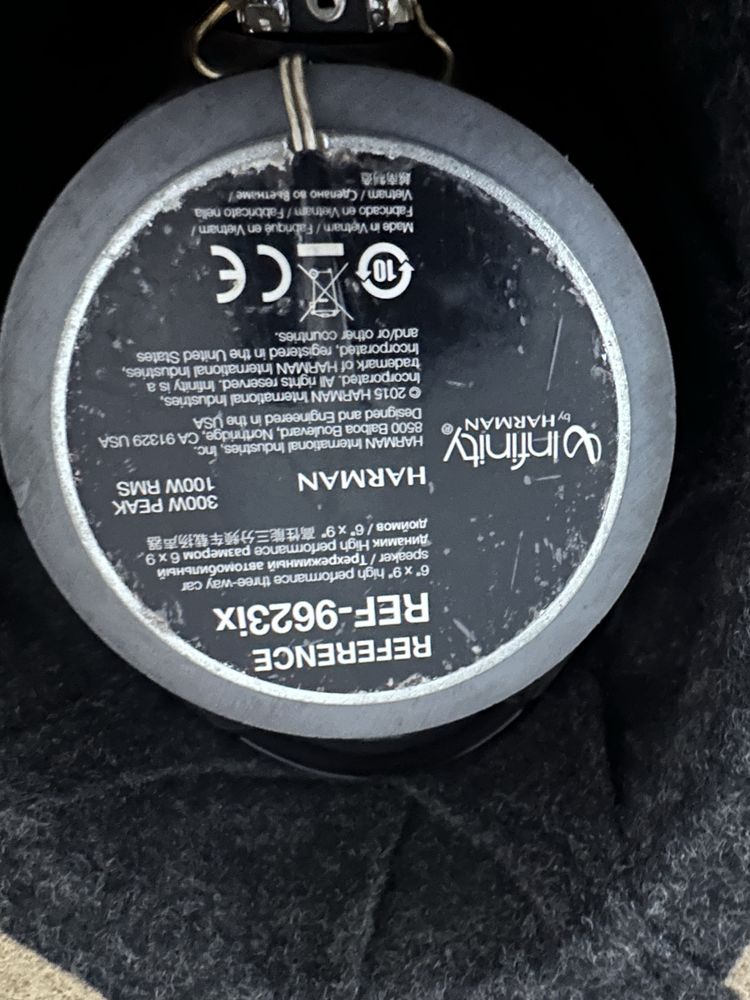 REFERENCE
REF-9623ix
6" x 9" high performance three-way car
speaker / Трехрежимный автомобильный
динамик High performance размером 6 x 9
дюймов / 6" x 9" 高性能三分频车载扬声器
HARMAN
300W PEAK
100W RMS
HARMAN International Industries, Inc.
8500 Balboa Boulevard, Northridge, CA 91329 USA
Designed and Engineered in the USA
© 2015 HARMAN International Industries,
Incorporated. All rights reserved. Infinity is a
trademark of HARMAN International Industries,
Incorporated, registered in the United States
and/or other countries.
10
CE
Made in Vietnam / Fabriqué en Vietnam /
Fabricado en Vietnam / Fabbricato nella
Vietnam / Сделано во Вьетнаме /
越南制造
Infinity®
by HARMAN